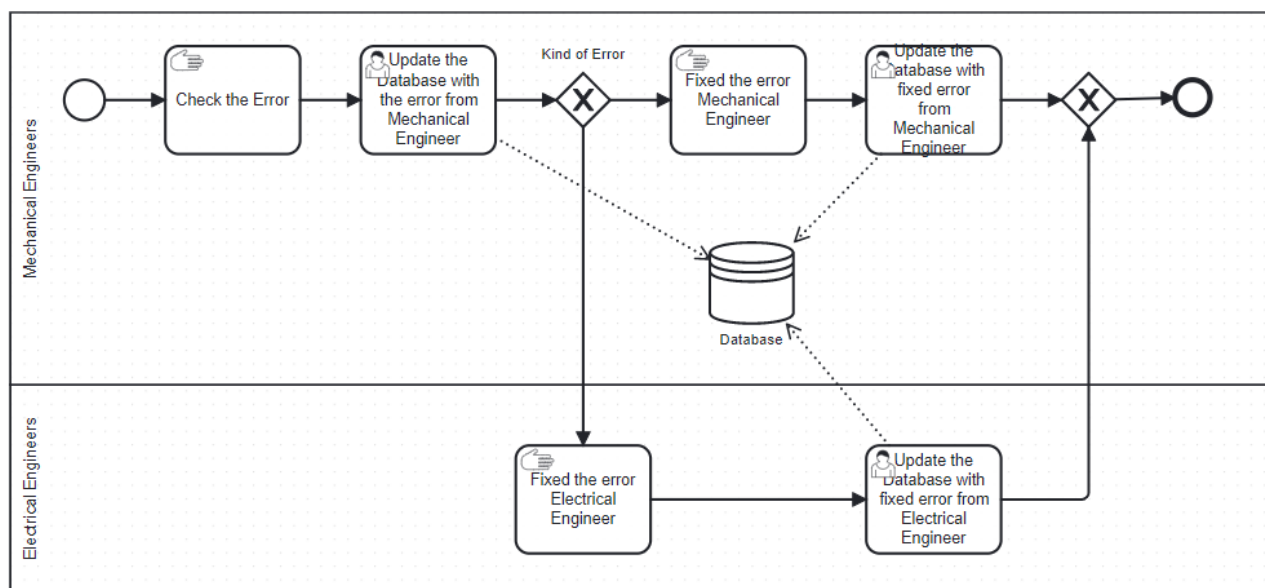 Mechanical Engineers
Check the Error
Update the
Database with
the error from
Mechanical
Engineer
Kind of Error
Fixed the error
Mechanical
Engineer
Update the
Database with
fixed error
from
Mechanical
Engineer
Database
Electrical Engineers
Fixed the error
Electrical
Engineer
Update the
Database with
fixed error from
Electrical
Engineer